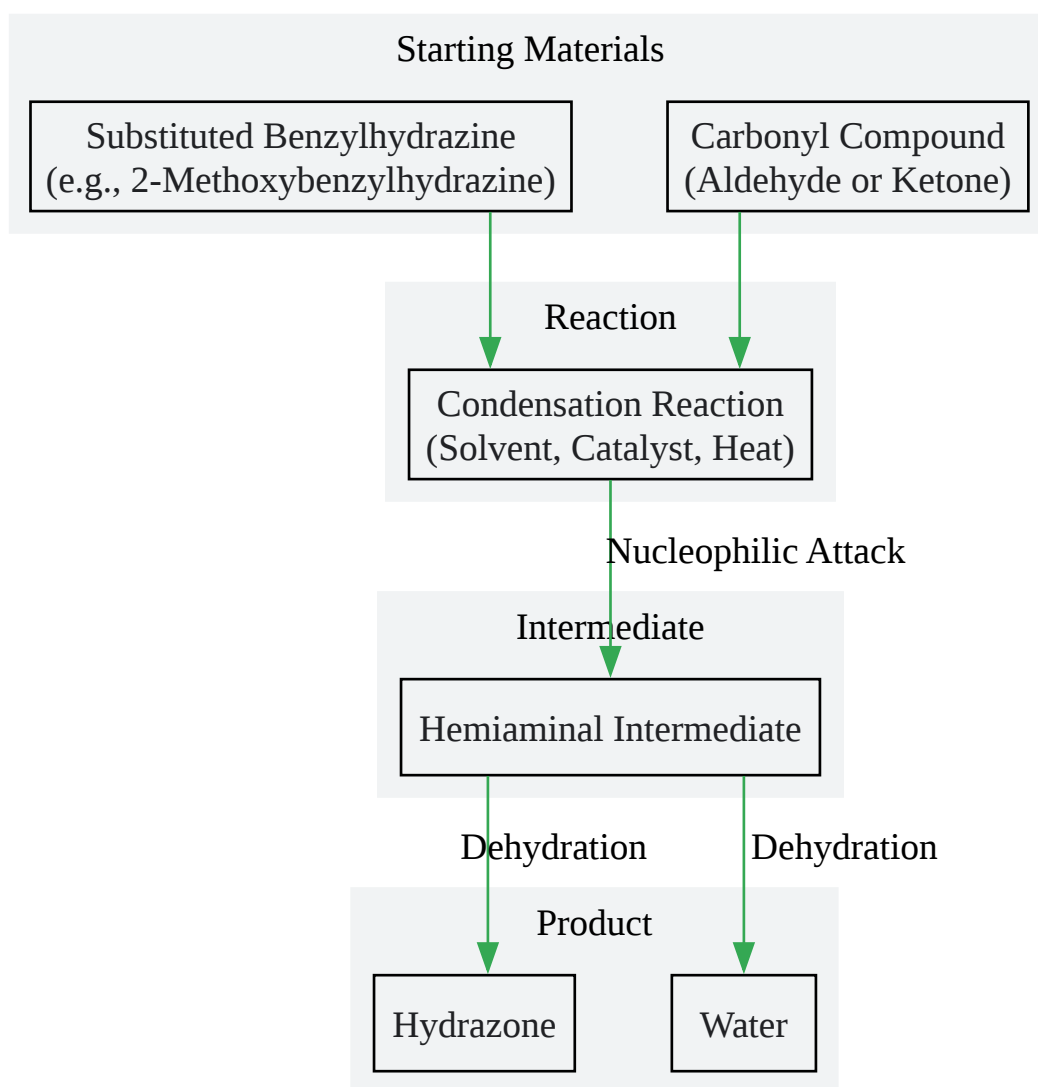 Starting Materials
Substituted Benzylhydrazine
(e.g., 2-Methoxybenzylhydrazine)
Carbonyl Compound
(Aldehyde or Ketone)
Reaction
Condensation Reaction
(Solvent, Catalyst, Heat)
Nucleophilic Attack
Intermediate
Hemiaminal Intermediate
Dehydration
Dehydration
Product
Hydrazone
Water